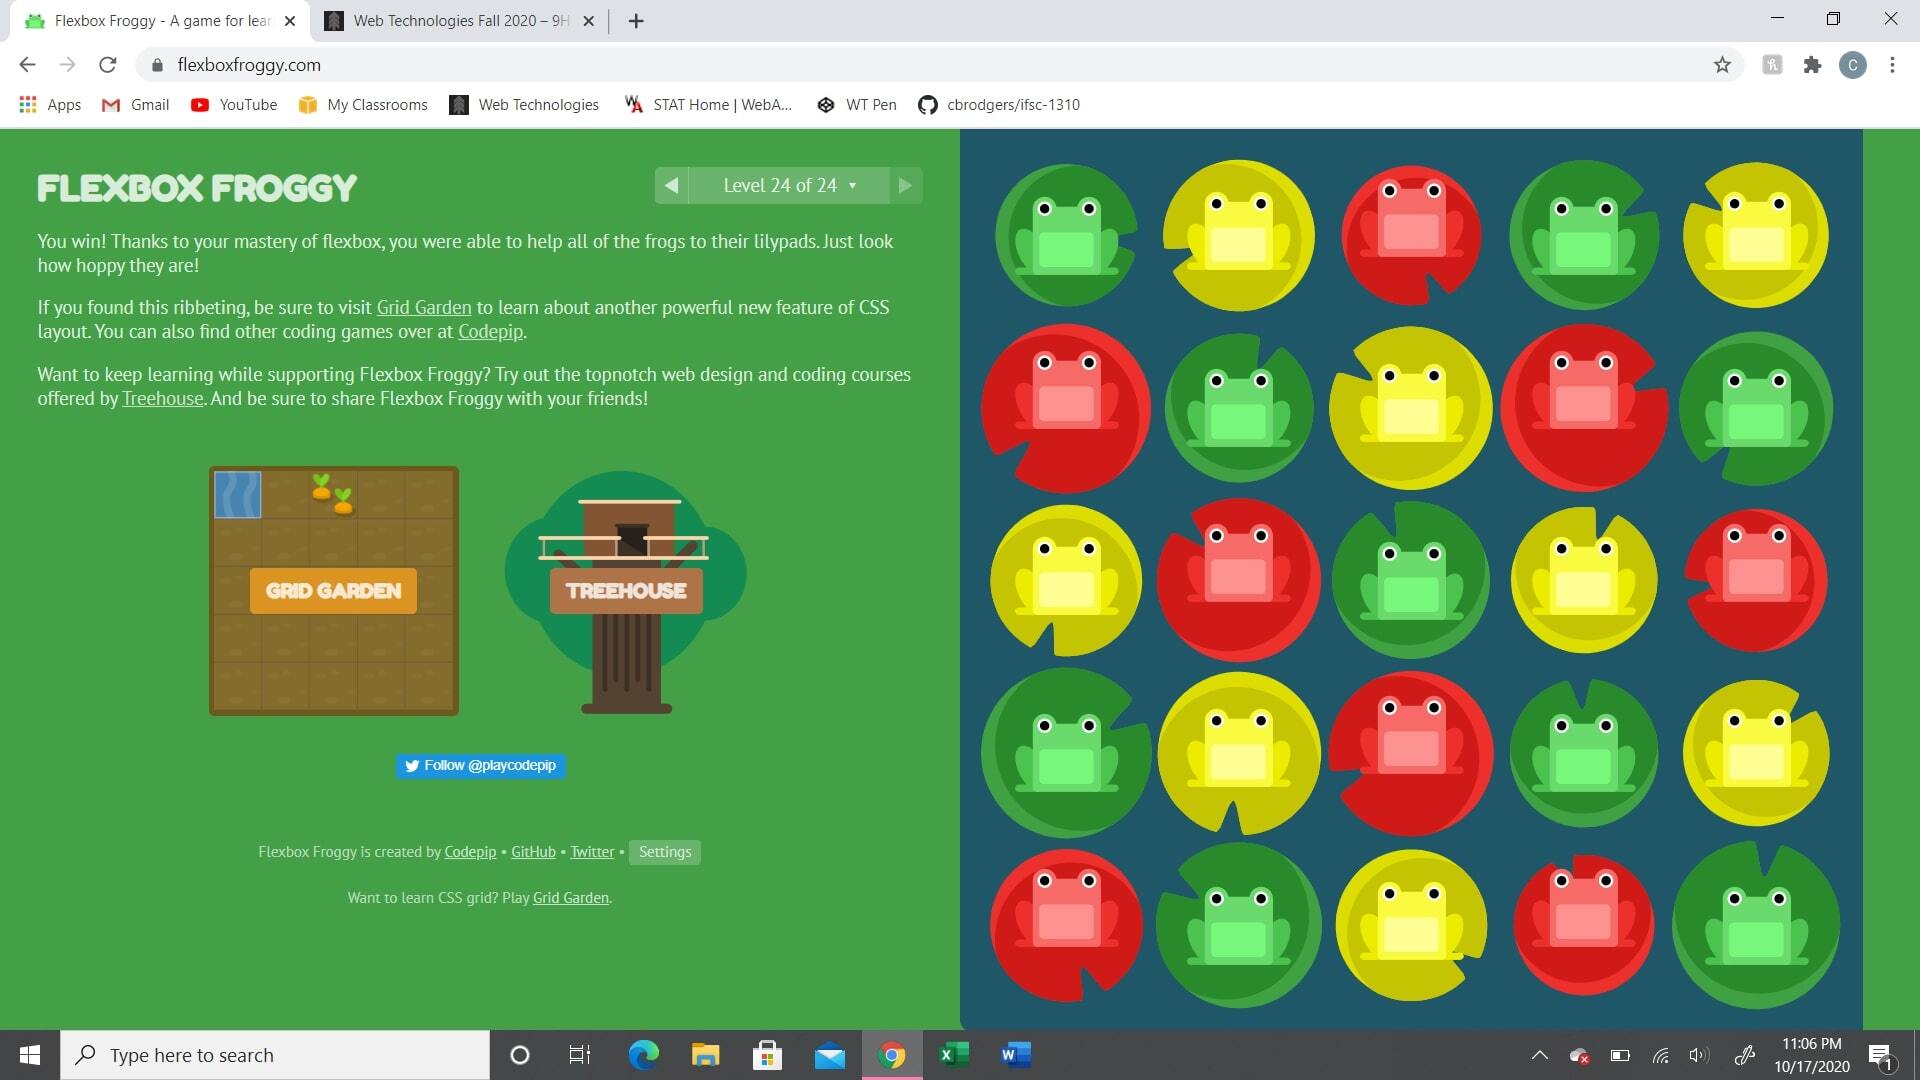 Flexbox Froggy - A game for lear
Web Technologies Fall 2020 – 9H
flexboxfroggy.com
C
Apps
Gmail
YouTube
My Classrooms
Web Technologies
STAT Home | WebA...
WT Pen
cbrodgers/ifsc-1310
FLEXBOX FROGGY
Level 24 of 24
You win! Thanks to your mastery of flexbox, you were able to help all of the frogs to their lilypads. Just look
how hoppy they are!
If you found this ribbeting, be sure to visit Grid Garden to learn about another powerful new feature of CSS
layout. You can also find other coding games over at Codepip.
Want to keep learning while supporting Flexbox Froggy? Try out the topnotch web design and coding courses
offered by Treehouse. And be sure to share Flexbox Froggy with your friends!
GRID GARDEN
TREEHOUSE
Follow @playcodepip
Flexbox Froggy is created by Codepip • GitHub • Twitter • Settings
Want to learn CSS grid? Play Grid Garden.
Type here to search
11:06 PM
10/17/2020
1